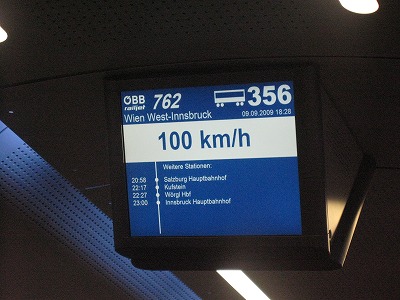 ÖBB 762 356
railjet
Wien West-Innsbruck 09.09.2009 18:28
100 km/h
Weitere Stationen:
20:58 Salzburg Hauptbahnhof
22:17 Kufstein
22:27 Wörgl Hbf
23:00 Innsbruck Hauptbahnhof